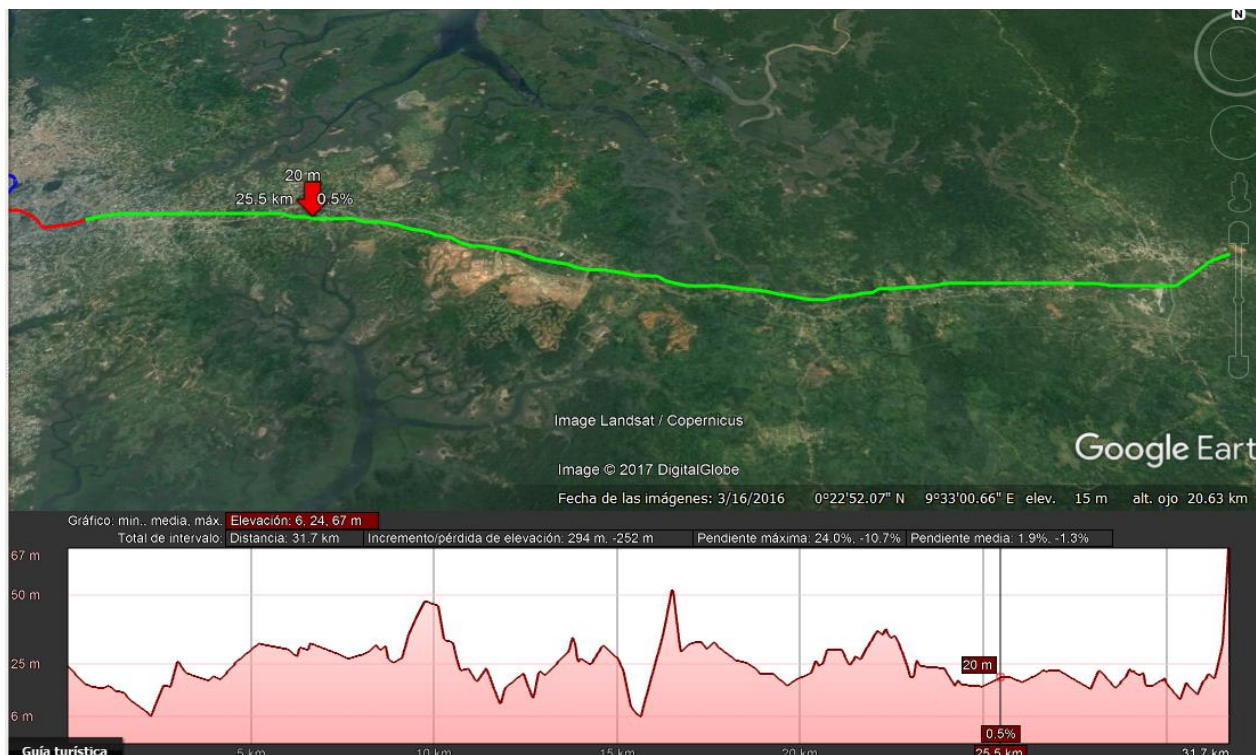 N
20 m
25.5 km 0.5%
Image Landsat / Copernicus
Google Eart
Image © 2017 DigitalGlobe
Fecha de las imágenes: 3/16/2016 0°22'52.07" N 9°33'00.66" E elev. 15 m alt. ojo 20.63 km
Gráfico: min., media, máx. Elevación: 6, 24, 67 m
Total de intervalo: Distancia: 31.7 km Incremento/pérdida de elevación: 294 m, -252 m Pendiente máxima: 24.0%, -10.7% Pendiente media: 1.9%, -1.3%
67 m
50 m
25 m
20 m
6 m
0.5%
Guía turística 5 km 10 km 15 km 20 km 25.5 km 31.7 km